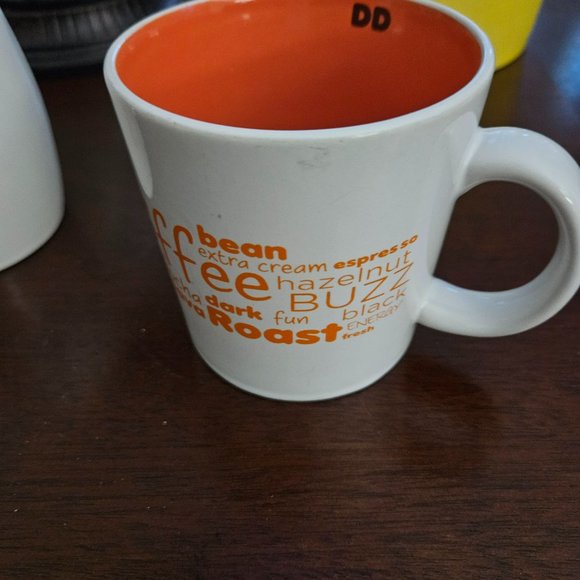 DD
bean
extra cream espresso
ffee hazelnut
BUZZ
dark fun black
Roast ENERGY
fresh